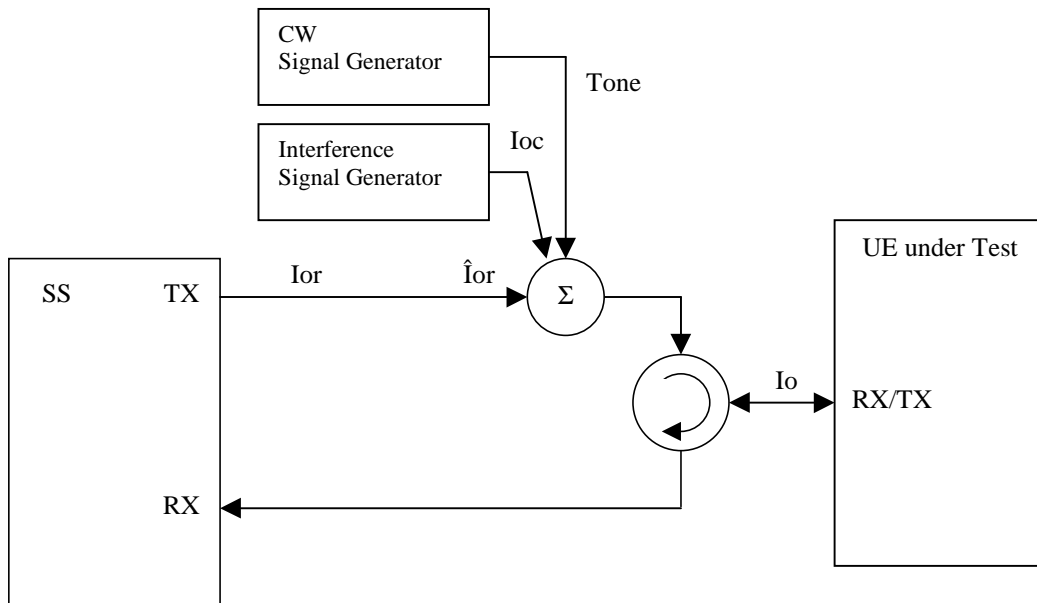 CW
Signal Generator
Tone
Interference
Signal Generator
Ioc
UE under Test
SS
TX
Ior
Îor
Σ
Io
RX/TX
RX